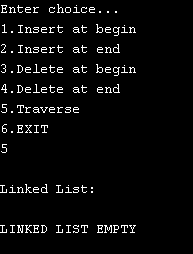 Enter choice...
1.Insert at begin
2.Insert at end
3.Delete at begin
4.Delete at end
5.Traverse
6.EXIT
5
Linked List:
LINKED LIST EMPTY